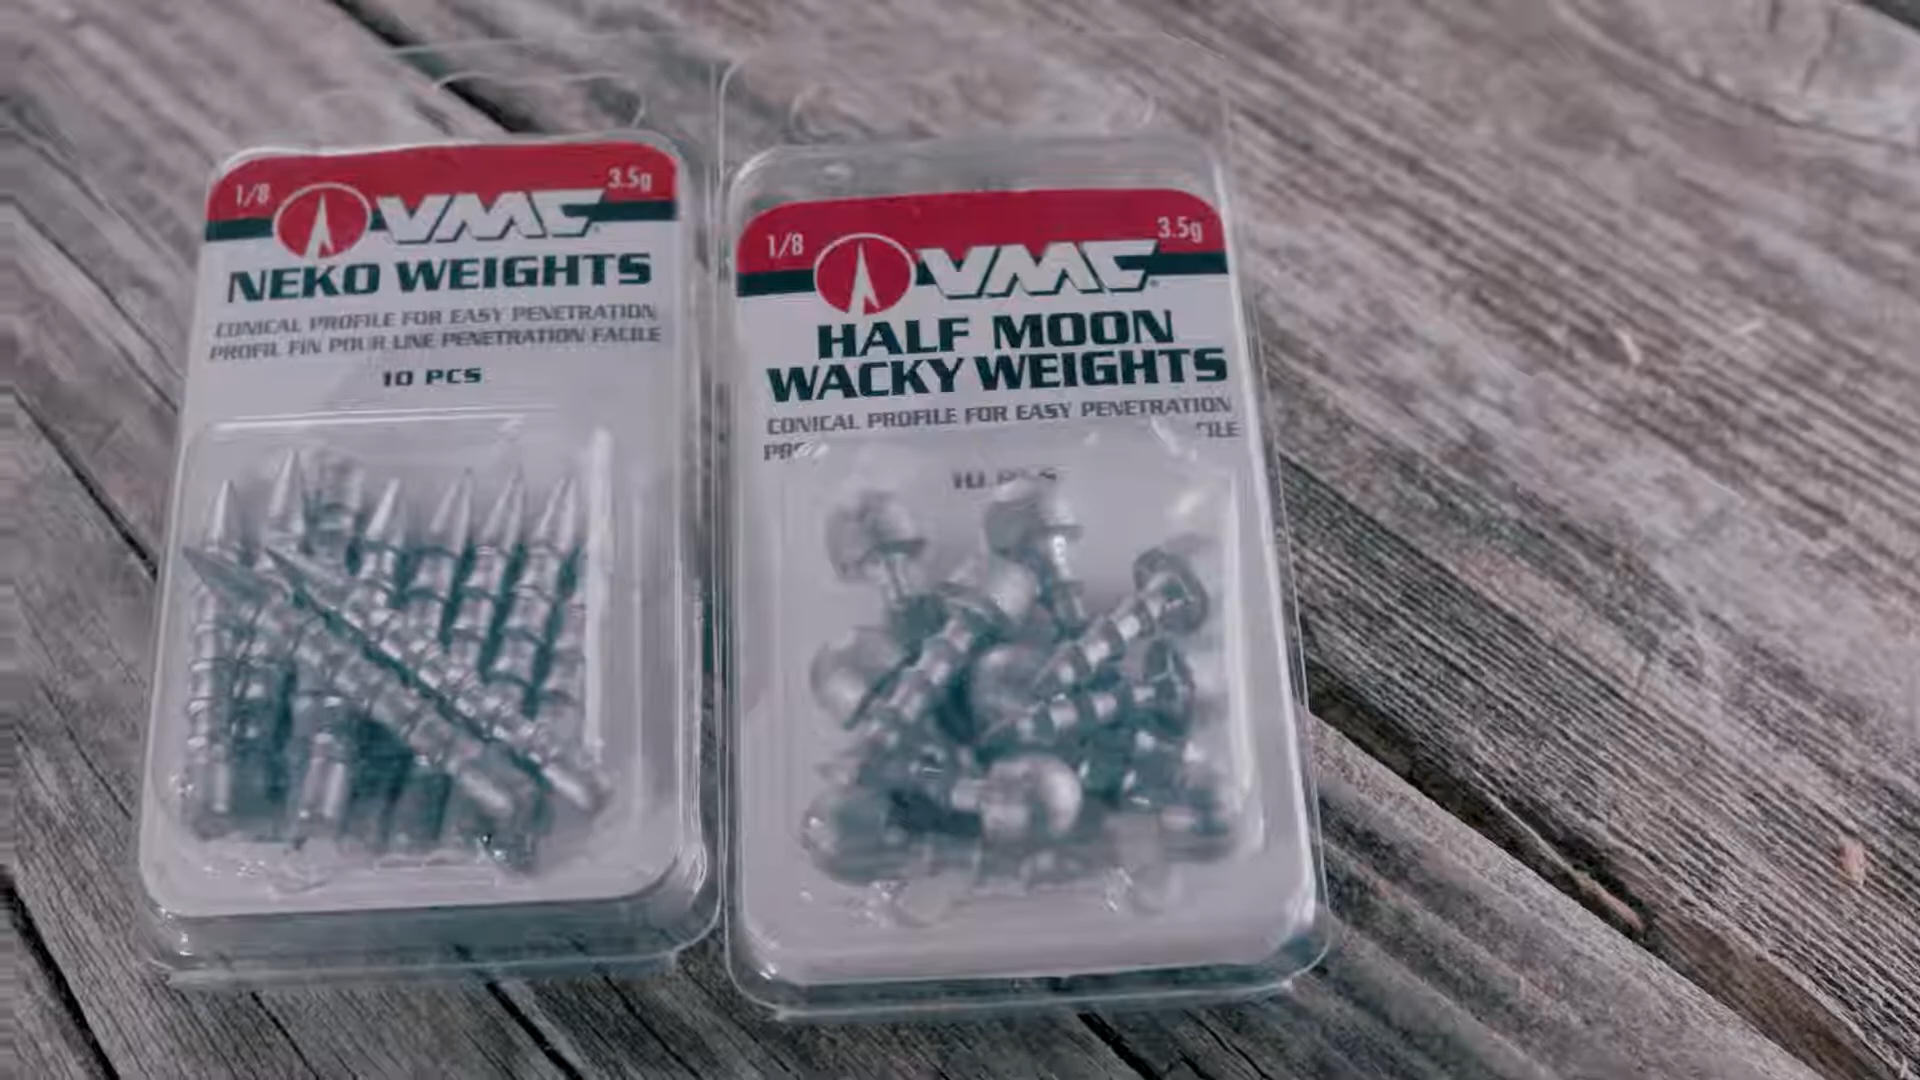 1/8 VMC 3.5g
NEKO WEIGHTS
CONICAL PROFILE FOR EASY PENETRATION
PROFIL FIN POUR UNE PENETRATION FACILE
10 PCS
1/8 VMC 3.5g
HALF MOON
WACKY WEIGHTS
CONICAL PROFILE FOR EASY PENETRATION